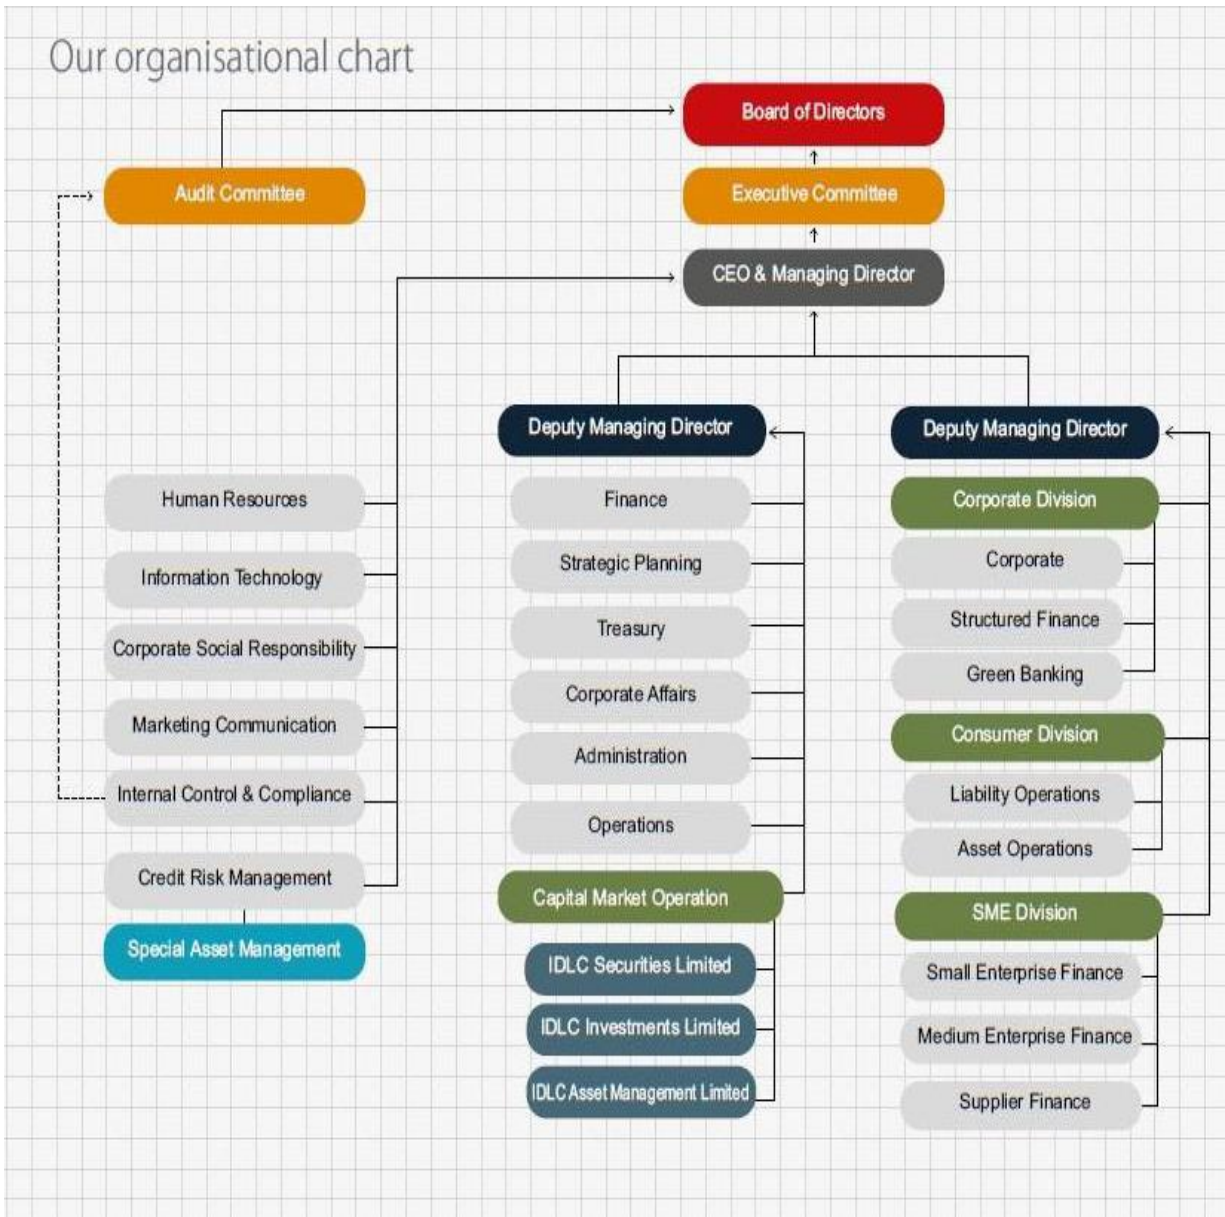 Our organisational chart
Board of Directors
Audit Committee
Executive Committee
CEO & Managing Director
Deputy Managing Director
Deputy Managing Director
Human Resources
Information Technology
Corporate Social Responsibility
Marketing Communication
Internal Control & Compliance
Credit Risk Management
Special Asset Management
Finance
Strategic Planning
Treasury
Corporate Affairs
Administration
Operations
Capital Market Operation
IDLC Securities Limited
IDLC Investments Limited
IDLC Asset Management Limited
Corporate Division
Corporate
Structured Finance
Green Banking
Consumer Division
Liability Operations
Asset Operations
SME Division
Small Enterprise Finance
Medium Enterprise Finance
Supplier Finance